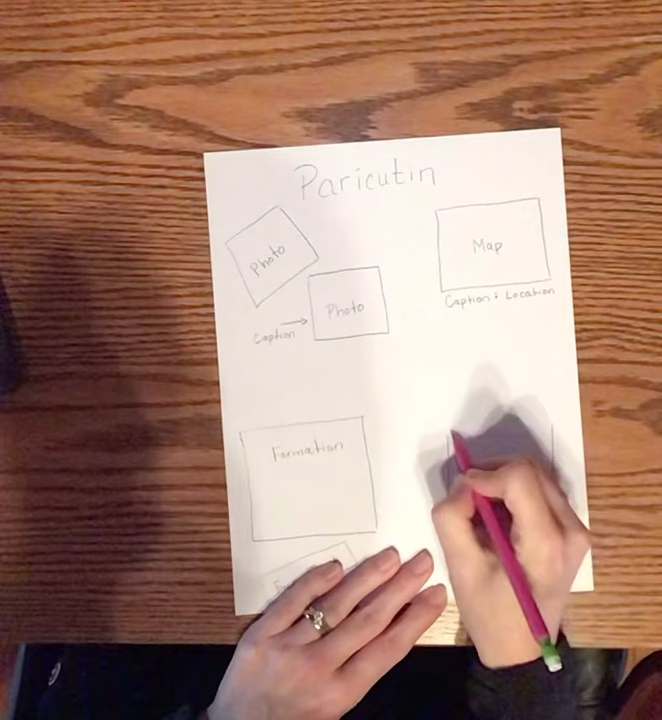 Paricutin
Photo
Map
Photo
Caption + Location
Caption
Formation